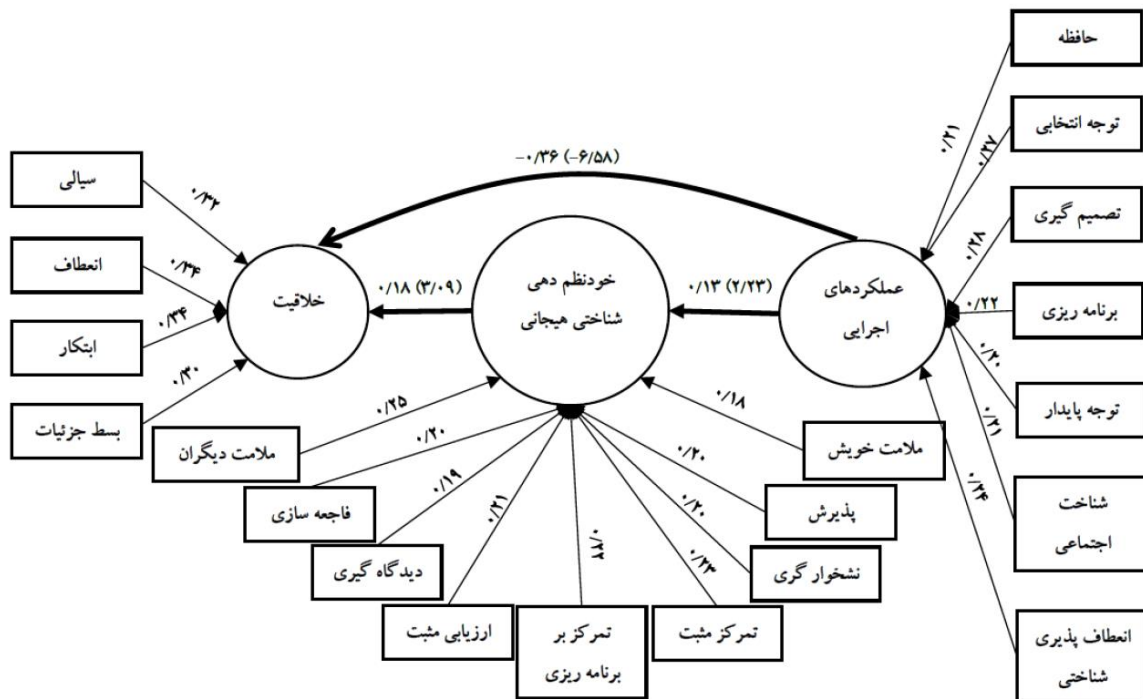 حافظه
توجه انتخابی
تصمیم گیری
برنامه ریزی
توجه پایدار
شناخت
اجتماعی
انعطاف پذیری
شناختی
۰/۲۱
۰/۲۷
۰/۲۸
۰/۲۲
۰/۲۰
۰/۲۱
۰/۲۴
عملکردهای
اجرایی
−۰/۳۶ (−۶/۵۸)
۰/۱۳ (۲/۲۳)
خودنظم دهی
شناختی هیجانی
۰/۱۸ (۳/۰۹)
خلاقیت
سیالی
انعطاف
ابتکار
بسط جزئیات
۰/۳۲
۰/۳۴
۰/۳۴
۰/۳۰
ملامت خویش
پذیرش
نشخوار گری
تمرکز مثبت
تمرکز بر
برنامه ریزی
ارزیابی مثبت
دیدگاه گیری
فاجعه سازی
ملامت دیگران
۰/۱۸
۰/۲۰
۰/۲۰
۰/۲۳
۰/۲۲
۰/۲۱
۰/۱۹
۰/۲۰
۰/۲۵